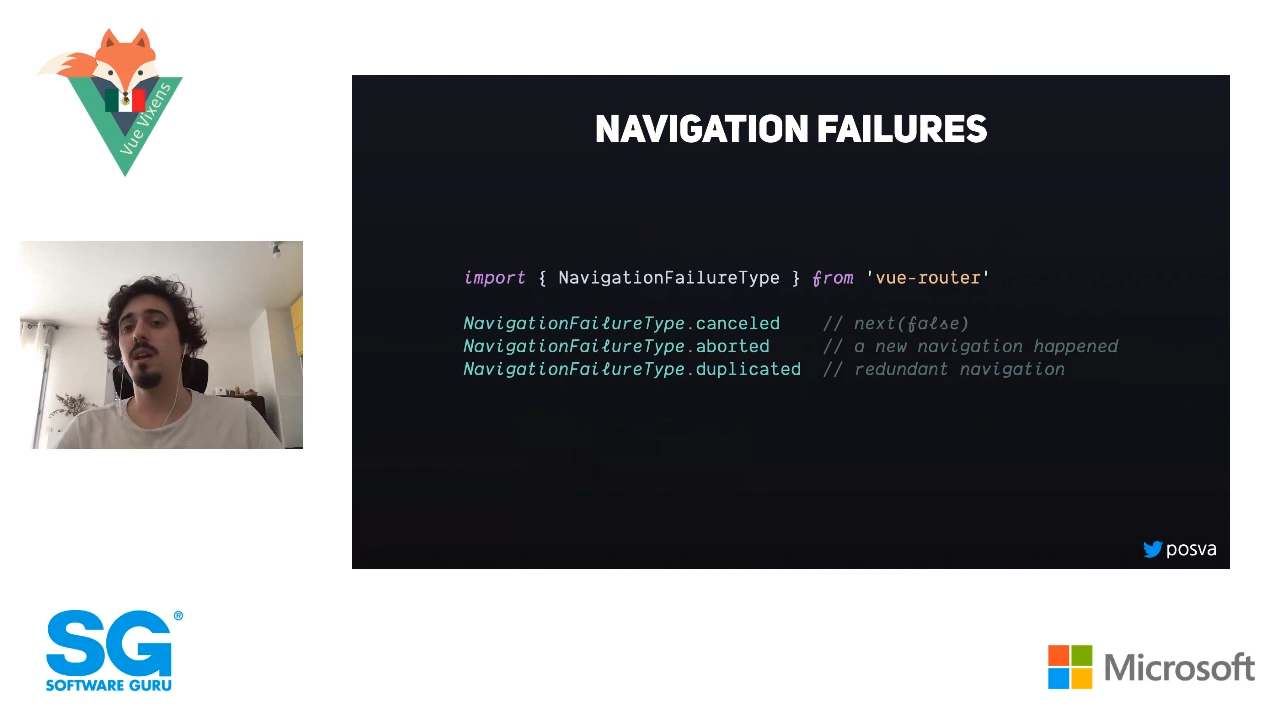 Vue Vixens
NAVIGATION FAILURES
import { NavigationFailureType } from 'vue-router'
NavigationFailureType.canceled // next(false)
NavigationFailureType.aborted // a new navigation happened
NavigationFailureType.duplicated // redundant navigation
posva
SG®
SOFTWARE GURU
Microsoft